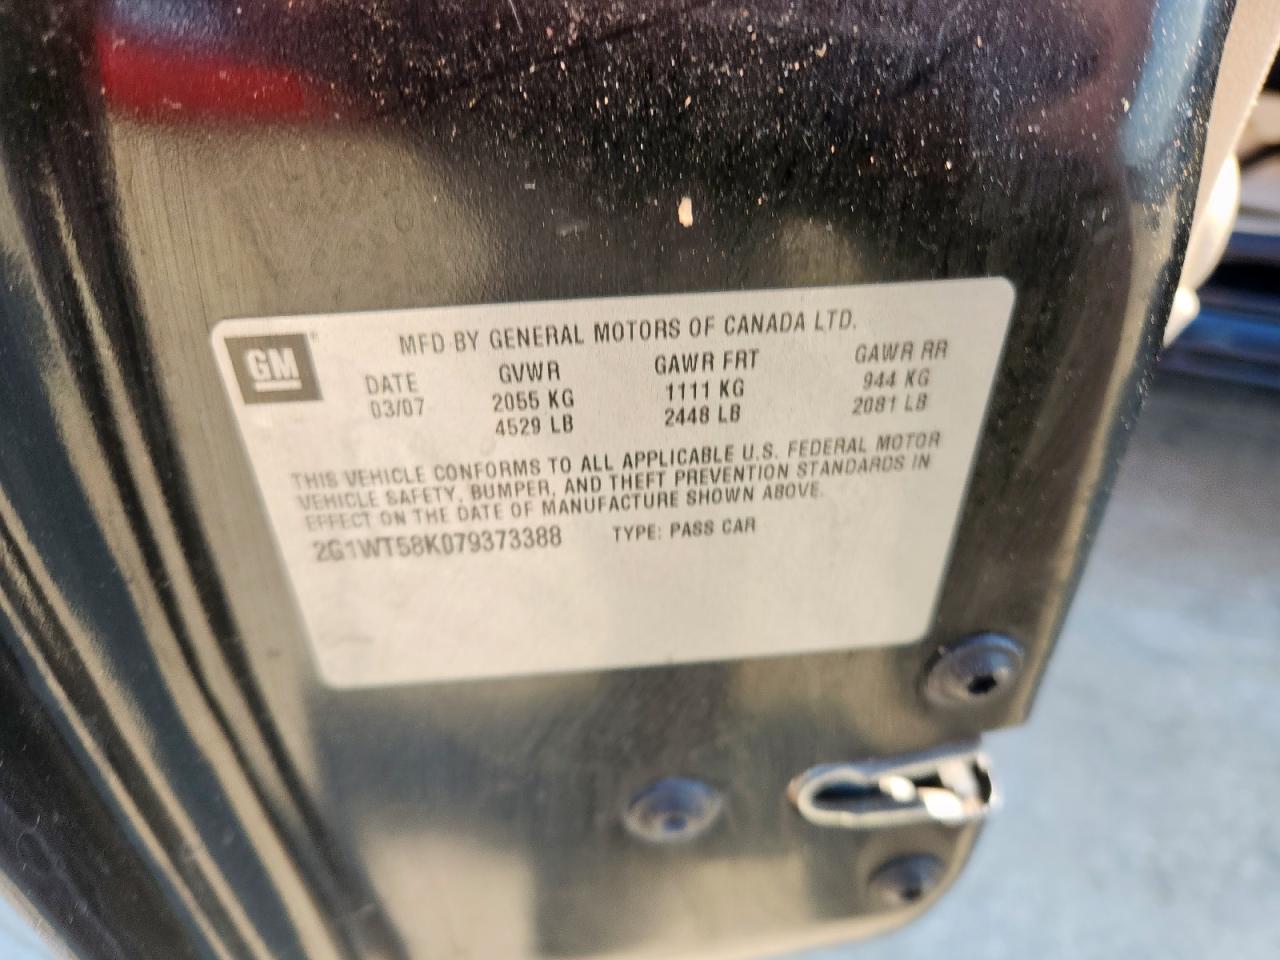 GM
MFD BY GENERAL MOTORS OF CANADA LTD.
DATE GVWR GAWR FRT GAWR RR
03/07 2055 KG 1111 KG 944 KG
4529 LB 2448 LB 2081 LB
THIS VEHICLE CONFORMS TO ALL APPLICABLE U.S. FEDERAL MOTOR
VEHICLE SAFETY, BUMPER, AND THEFT PREVENTION STANDARDS IN
EFFECT ON THE DATE OF MANUFACTURE SHOWN ABOVE.
2G1WT58K079373388 TYPE: PASS CAR